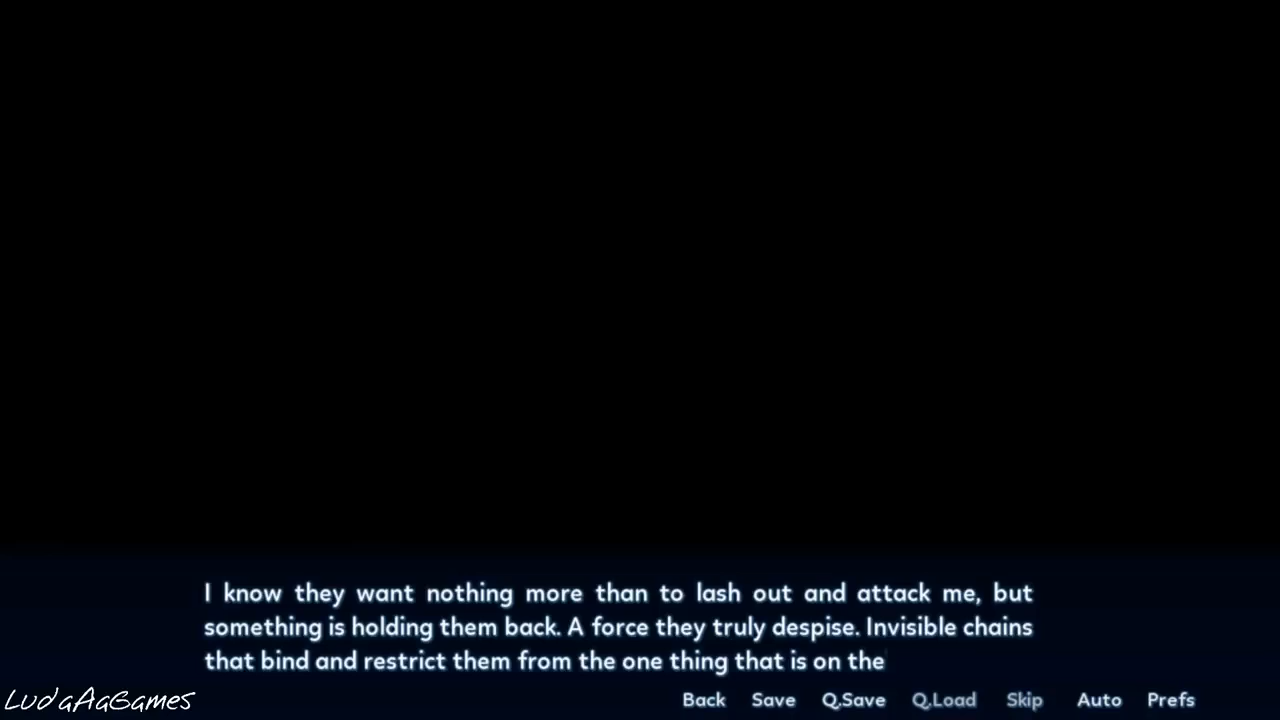 I know they want nothing more than to lash out and attack me, but
something is holding them back. A force they truly despise. Invisible chains
that bind and restrict them from the one thing that is on the
LudaAaGames
Back Save Q.Save Q.Load Skip Auto Prefs